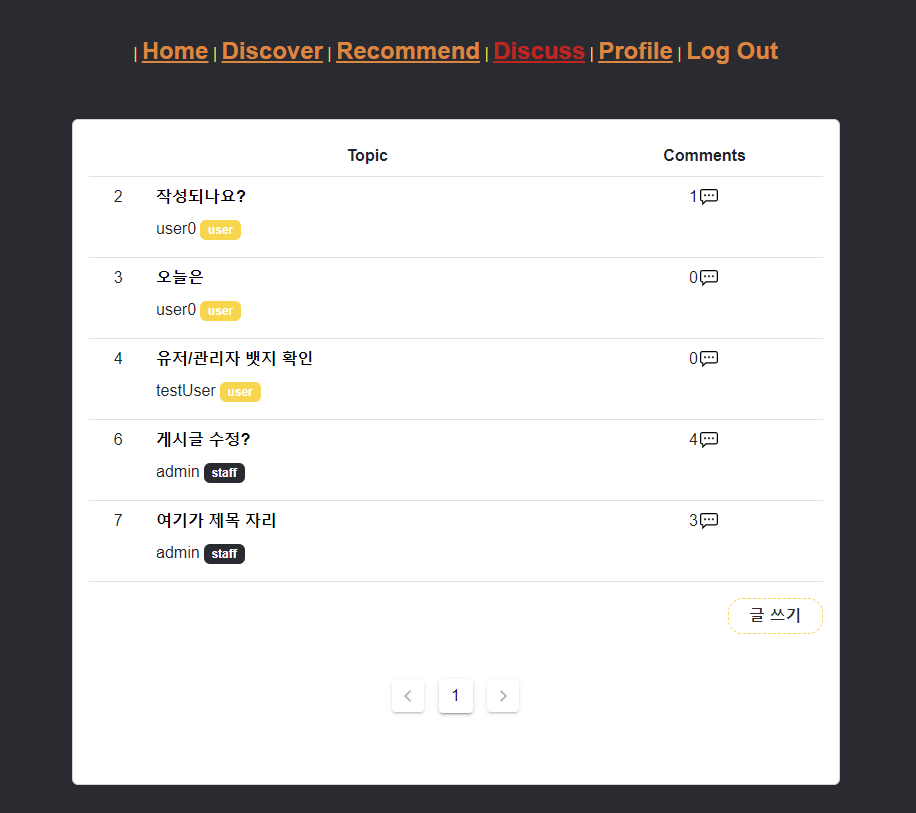 | Home | Discover | Recommend | Discuss | Profile | Log Out
Topic Comments
2 작성되나요? 1
user0 user
3 오늘은 0
user0 user
4 유저/관리자 뱃지 확인 0
testUser user
6 게시글 수정? 4
admin staff
7 여기가 제목 자리 3
admin staff
글 쓰기
< 1 >